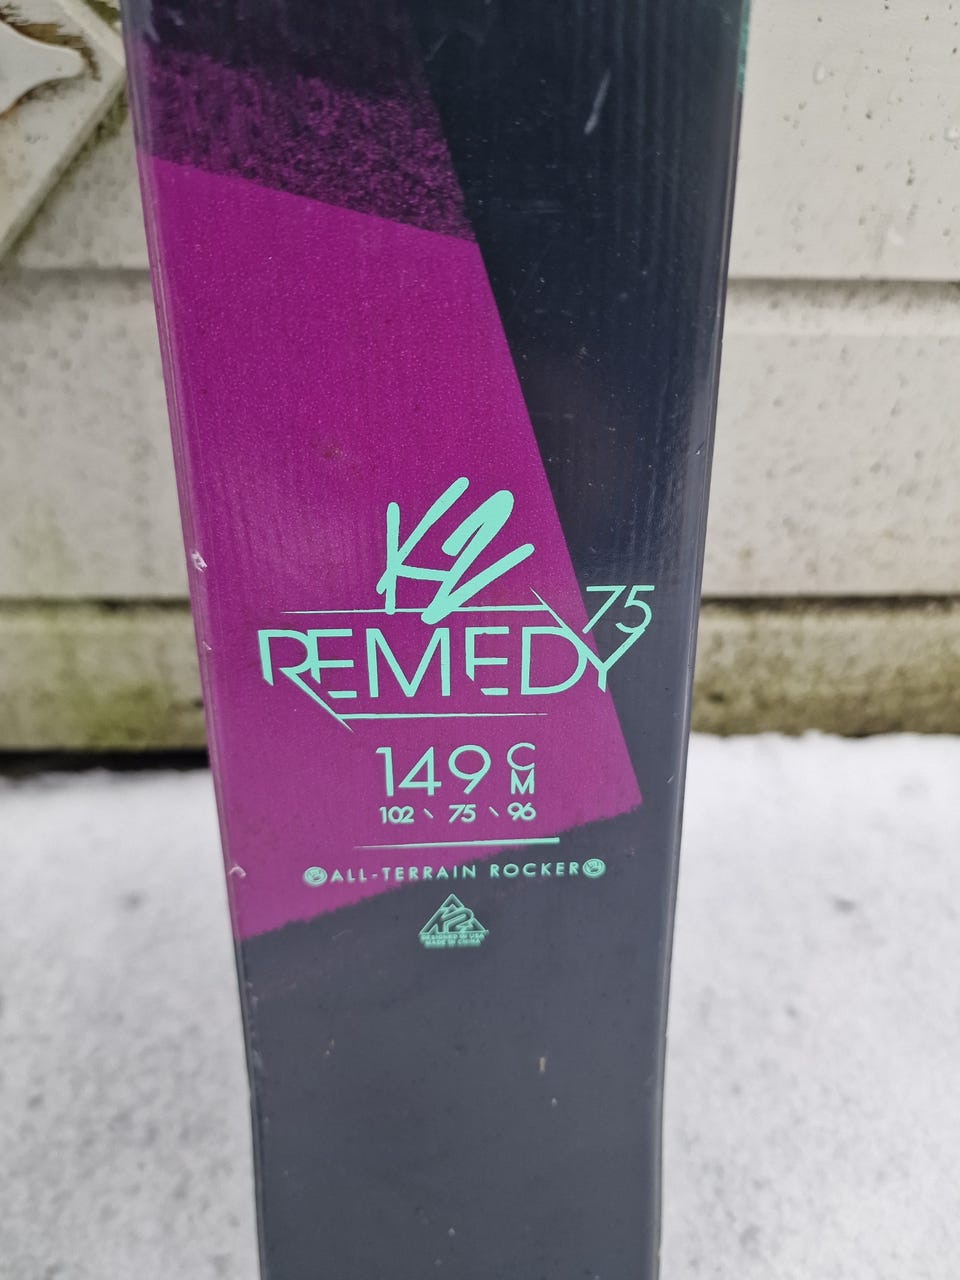 K2
REMEDY 75
149 CM
102 \ 75 \ 96
ALL-TERRAIN ROCKER
K2
DESIGNED IN USA
MADE IN CHINA